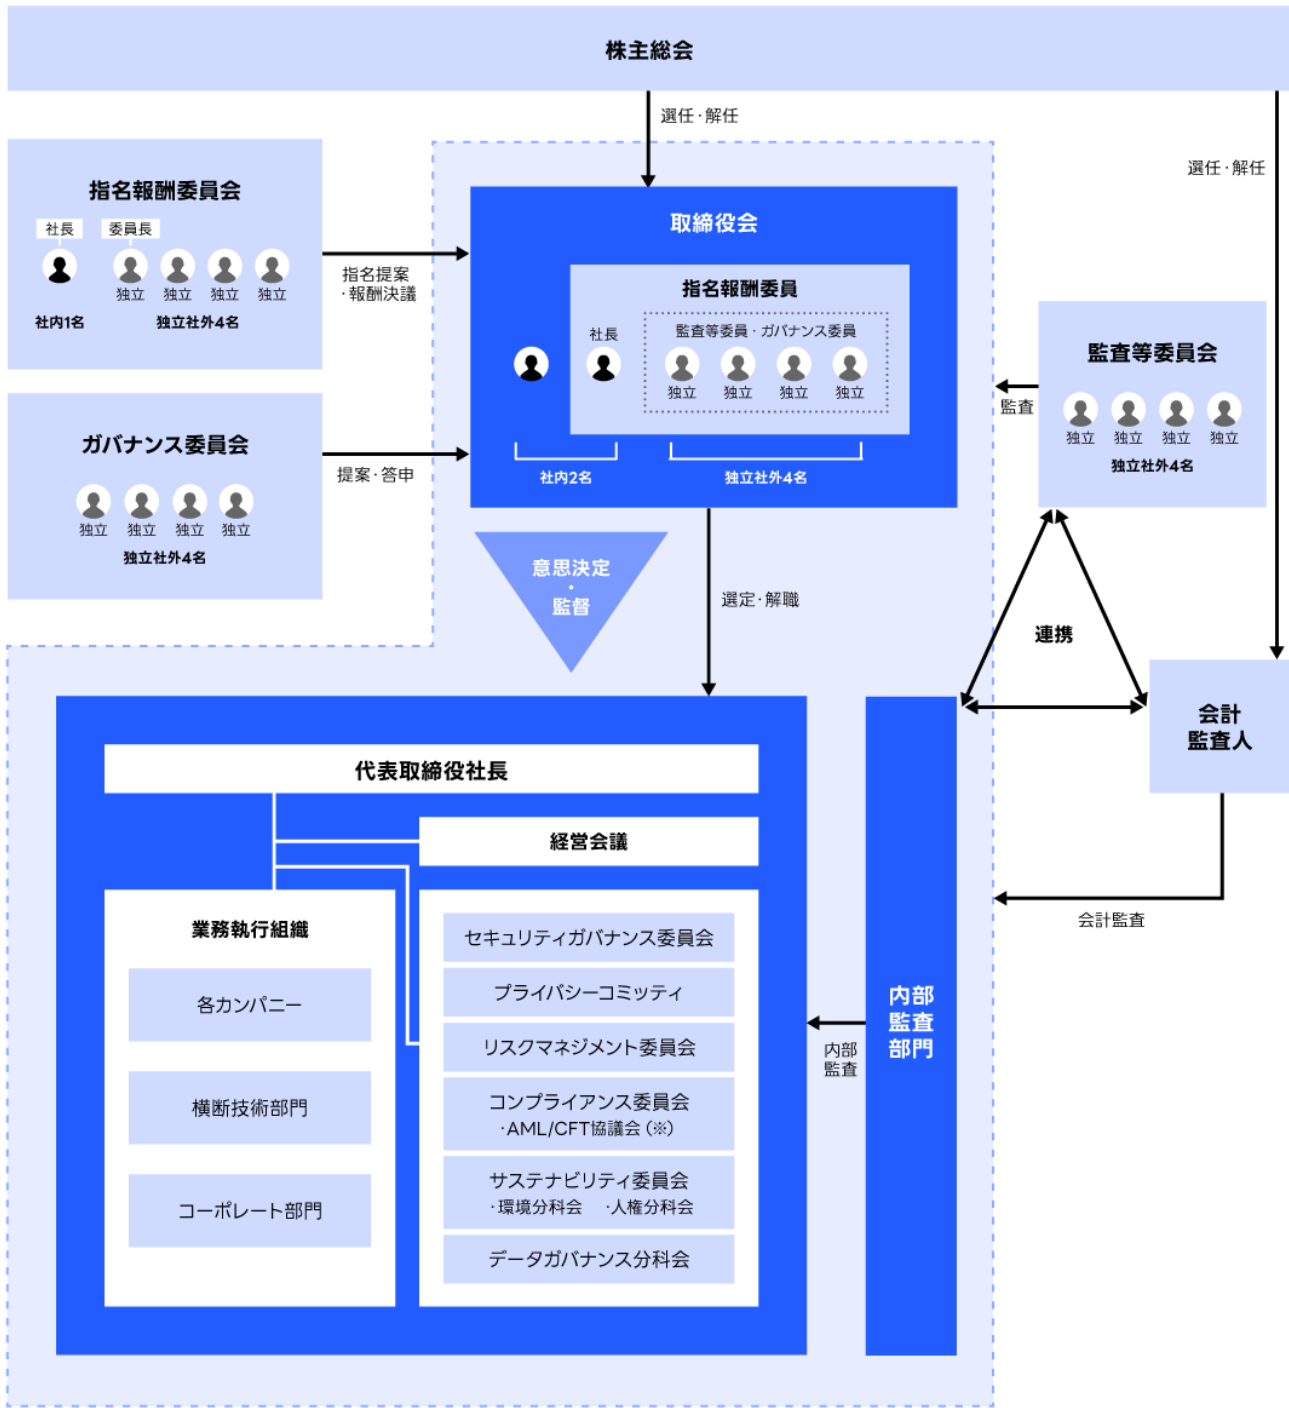 株主総会
選任・解任
選任・解任
指名報酬委員会
社長
委員長
独立
独立
独立
独立
社内1名
独立社外4名
指名提案
・報酬決議
取締役会
指名報酬委員
社長
監査等委員・ガバナンス委員
独立
独立
独立
独立
社内2名
独立社外4名
監査等委員会
独立
独立
独立
独立
独立社外4名
監査
ガバナンス委員会
独立
独立
独立
独立
独立社外4名
提案・答申
意思決定
・
監督
選定・解職
連携
会計
監査人
会計監査
代表取締役社長
経営会議
業務執行組織
各カンパニー
横断技術部門
コーポレート部門
セキュリティガバナンス委員会
プライバシーコミッティ
リスクマネジメント委員会
コンプライアンス委員会
・AML/CFT協議会(※)
サステナビリティ委員会
・環境分科会 ・人権分科会
データガバナンス分科会
内部
監査
内部
監査
部門